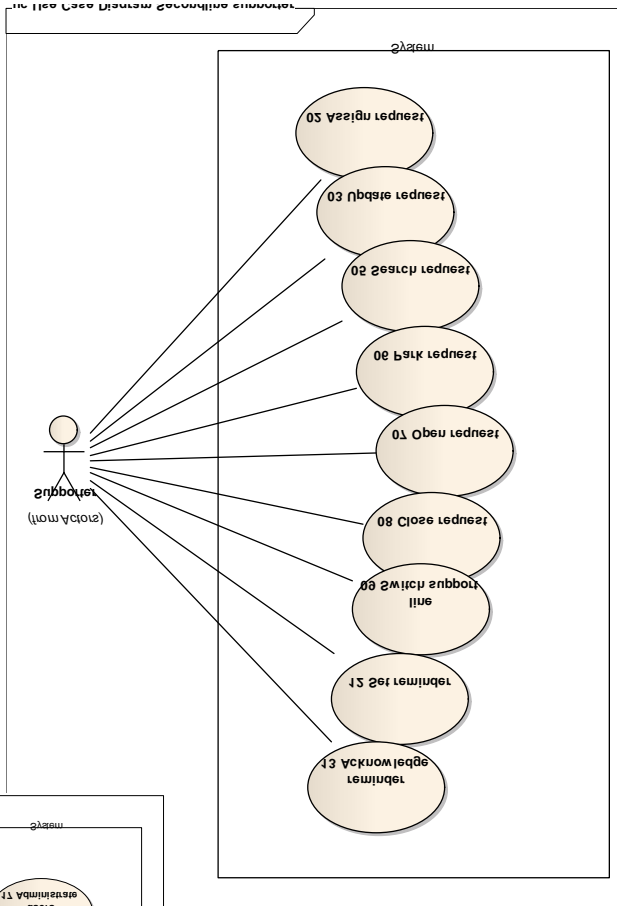 uc Use Case Diagram Secondline supporter
System
02 Assign request
03 Update request
05 Search request
06 Park request
07 Open request
08 Close request
09 Switch support
line
12 Set reminder
13 Acknowledge
reminder
Supporter
(from Actors)
System
17 Administrate
users